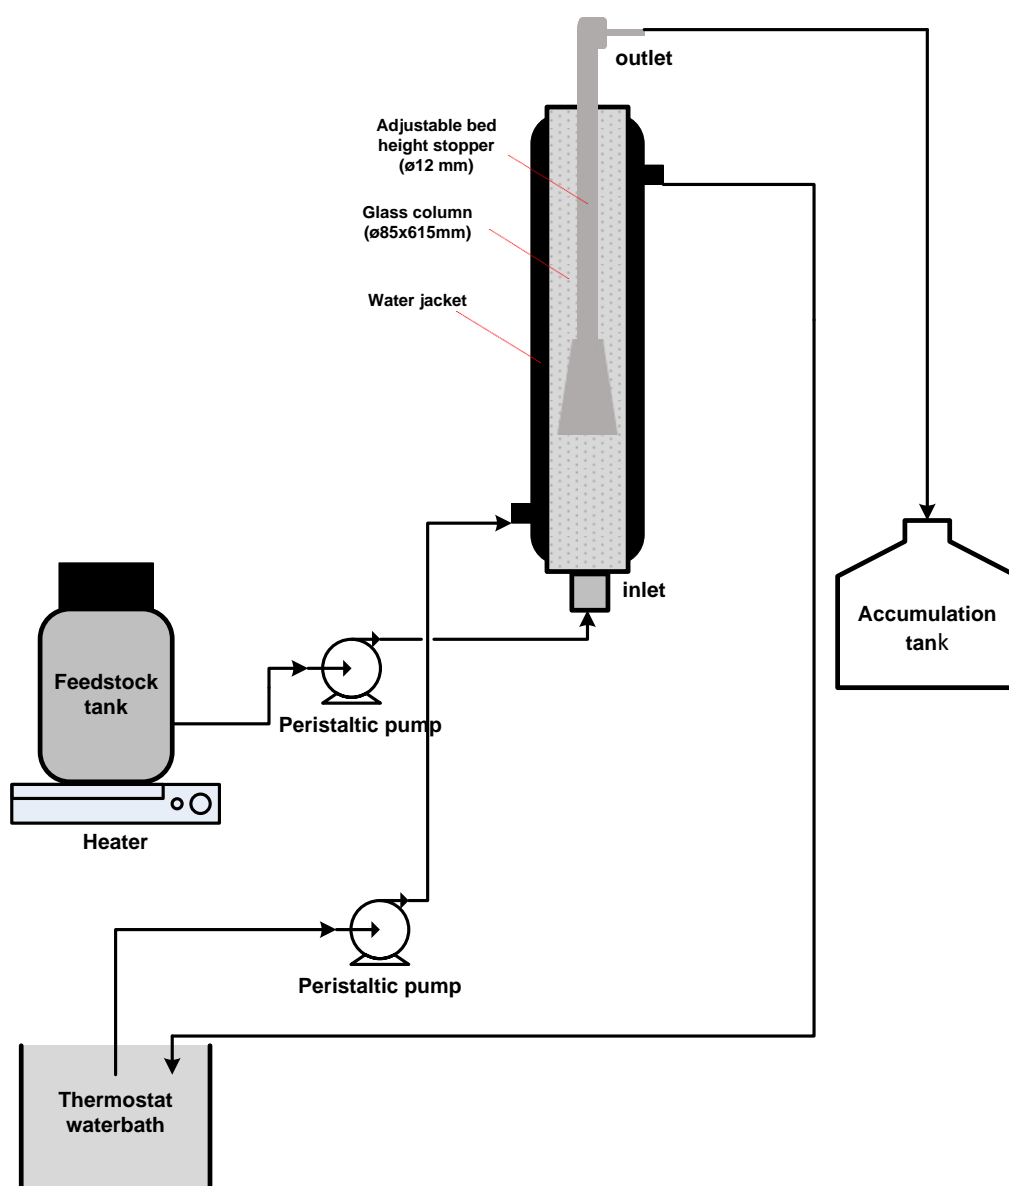 outlet
Adjustable bed
height stopper
(ø12 mm)
Glass column
(ø85x615mm)
Water jacket
inlet
Accumulation
tank
Feedstock
tank
Peristaltic pump
Heater
Peristaltic pump
Thermostat
waterbath